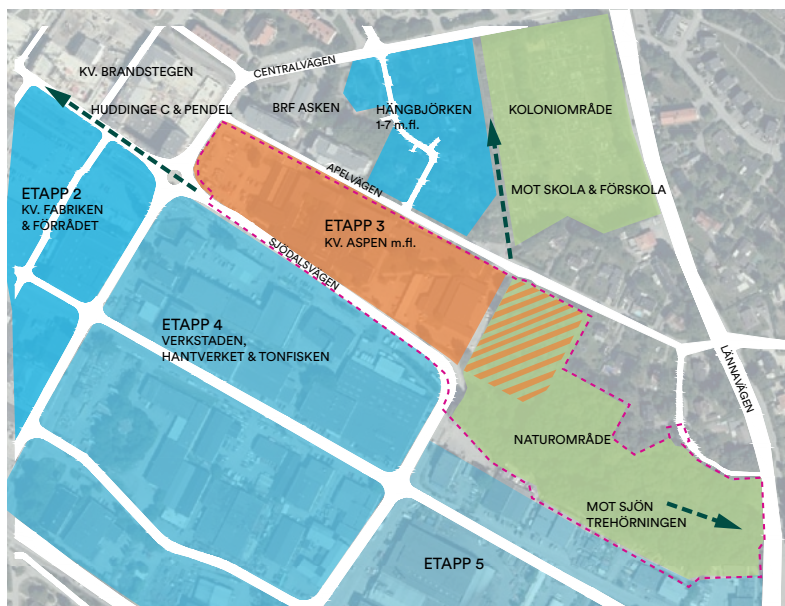 CENTRALVÄGEN
KV. BRANDSTEGEN
HUDDINGE C & PENDEL
BRF ASKEN
HÄNGBJÖRKEN
1-7 m.fl.
KOLONIOMRÅDE
APELVÄGEN
MOT SKOLA & FÖRSKOLA
ETAPP 2
KV. FABRIKEN
& FÖRRÅDET
ETAPP 3
KV. ASPEN m.fl.
SJÖDALSVÄGEN
ETAPP 4
VERKSTADEN,
HANTVERKET & TONFISKEN
LÄNNAVÄGEN
NATUROMRÅDE
MOT SJÖN
TREHÖRNINGEN
ETAPP 5